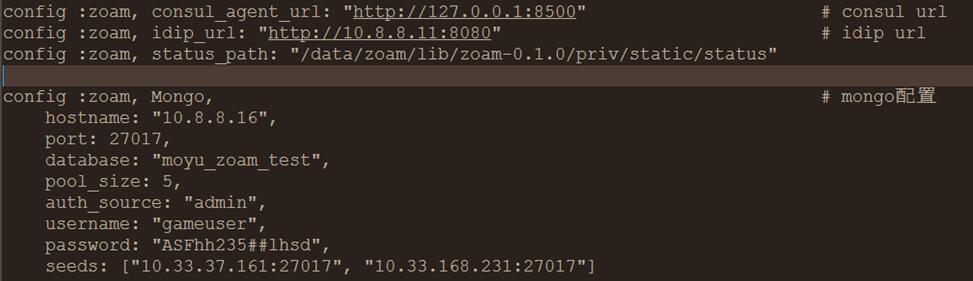 config :zoam, consul_agent_url: "http://127.0.0.1:8500" # consul url
config :zoam, idip_url: "http://10.8.8.11:8080" # idip url
config :zoam, status_path: "/data/zoam/lib/zoam-0.1.0/priv/static/status"
config :zoam, Mongo, # mongo配置
hostname: "10.8.8.16",
port: 27017,
database: "moyu_zoam_test",
pool_size: 5,
auth_source: "admin",
username: "gameuser",
password: "ASFhh235##lhsd",
seeds: ["10.33.37.161:27017", "10.33.168.231:27017"]